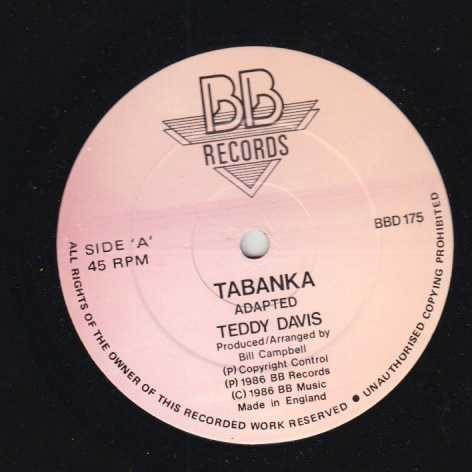 BB
RECORDS
SIDE 'A'
45 RPM
BBD 175
TABANKA
ADAPTED
TEDDY DAVIS
Produced/Arranged by
Bill Campbell
(P) Copyright Control
(P) 1986 BB Records
(C) 1986 BB Music
Made in England
ALL RIGHTS OF THE OWNER OF THIS RECORDED WORK RESERVED ● UNAUTHORISED COPYING PROHIBITED